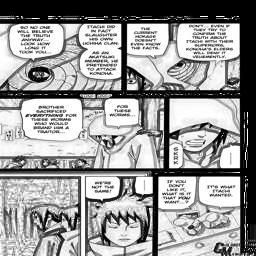 DON'T... EVEN IF
THEY TRY TO
CONFIRM THE
TRUTH ABOUT
ITACHI WITH THEIR
SUPERIORS,
KONOHA'S ELDERS
WILL DENY IT
VEHEMENTLY.
THE
CURRENT
HOKAGE
DOESN'T
EVEN KNOW
THE FACTS.
ITACHI DID
IN FACT
SLAUGHTER
HIS OWN
UCHIHA CLAN.
AS AN
AKATSUKI
MEMBER, HE
PRETENDED
TO ATTACK
KONOHA.
SO NO ONE
WILL BELIEVE
THE TRUTH
ANYWAY.
LOOK HOW
LONG IT
TOOK YOU...
FOR
THESE
WORMS...
BROTHER
SACRIFICED
EVERYTHING FOR
THESE WORMS
WHO WOULD
BRAND HIM A
TRAITOR...
IT'S WHAT
ITACHI
WANTED.
IF YOU
DON'T LIKE
IT, WHAT
IS IT
THAT YOU
WANT...?
...
WE'RE
NOT THE
SAME!